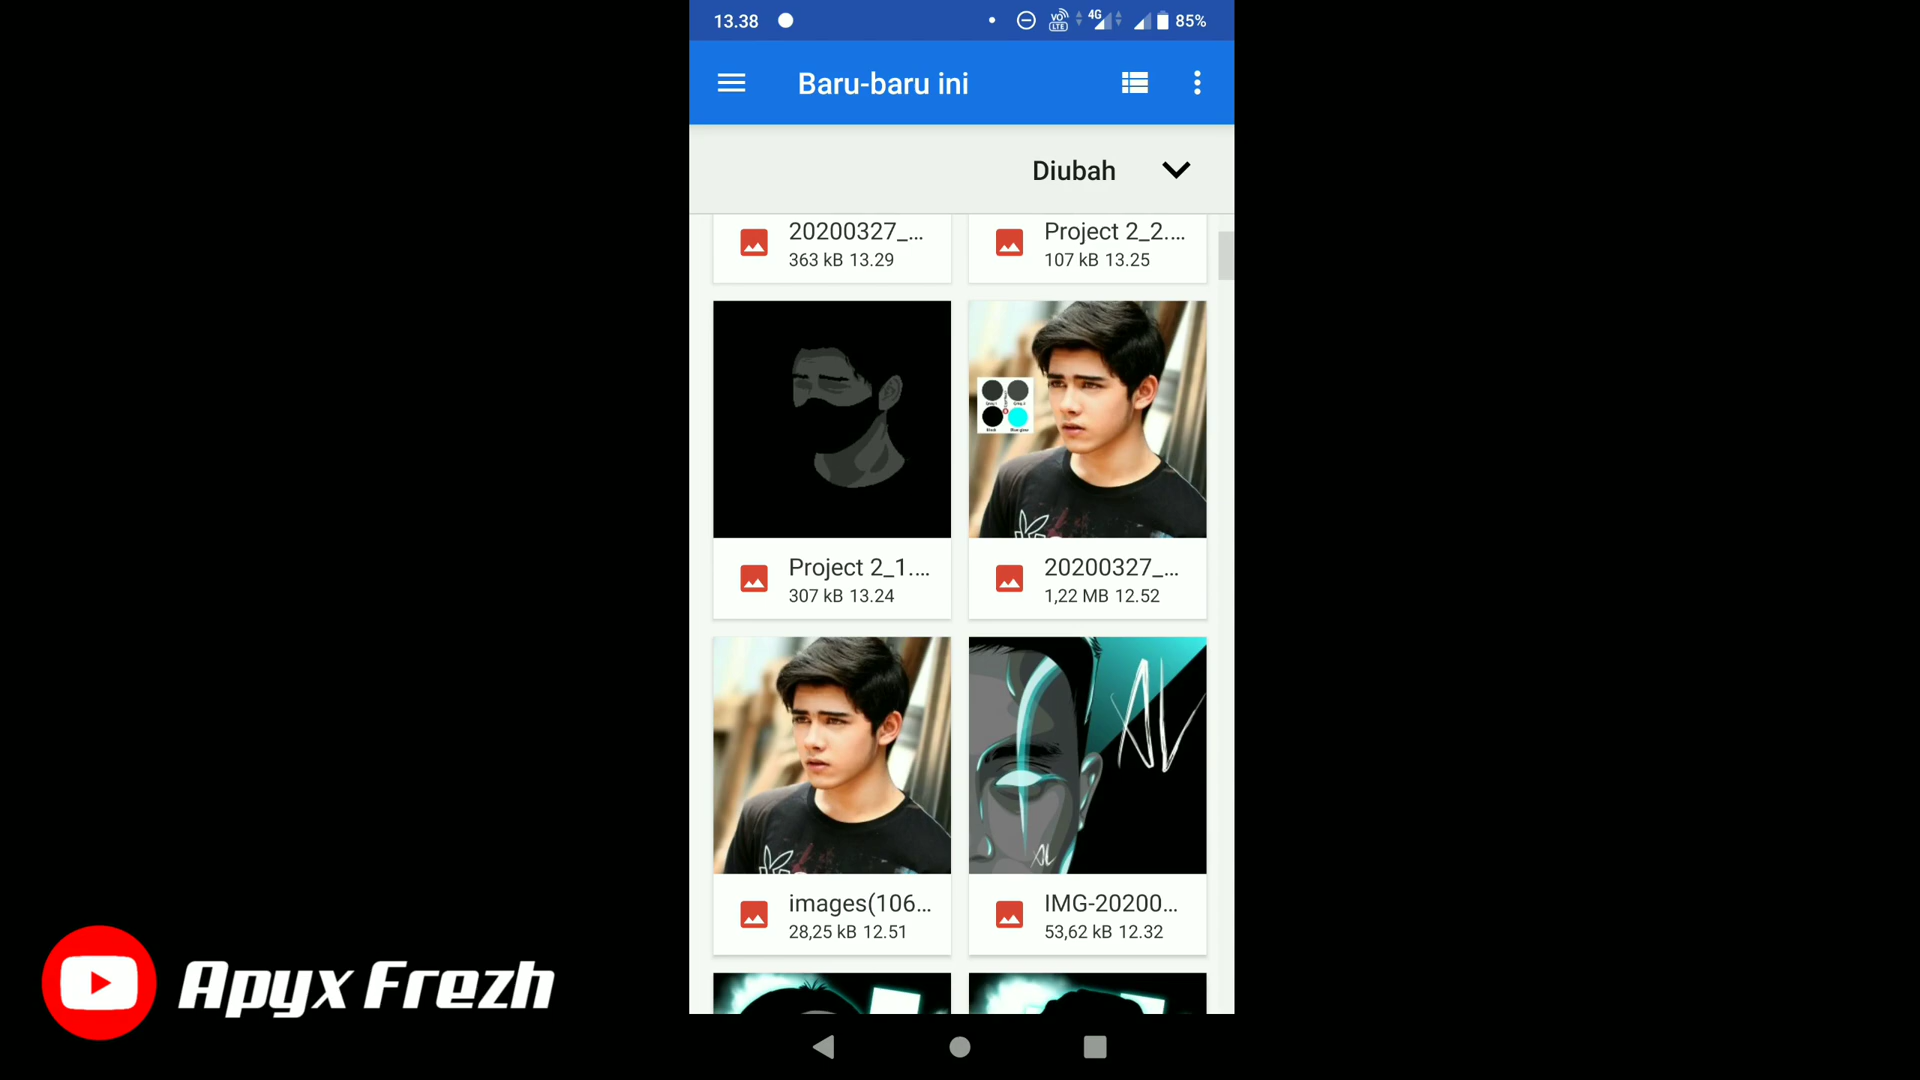 13.38
VO LTE 4G 85%
Baru-baru ini
Diubah
20200327_...
363 kB 13.29
Project 2_2....
107 kB 13.25
Project 2_1....
307 kB 13.24
20200327_...
1,22 MB 12.52
images(106...
28,25 kB 12.51
IMG-20200...
53,62 kB 12.32
Apyx Frezh